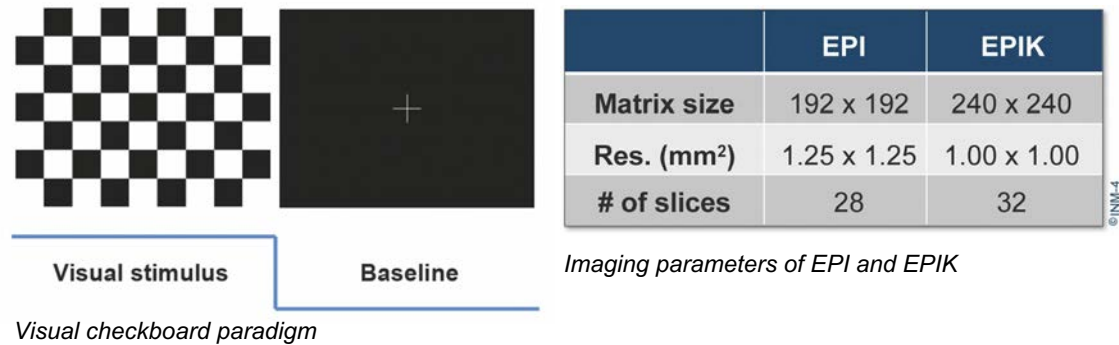 Visual stimulus
Baseline
Visual checkboard paradigm
EPI EPIK
Matrix size 192 x 192 240 x 240
Res. (mm²) 1.25 x 1.25 1.00 x 1.00
# of slices 28 32
©INM-4
Imaging parameters of EPI and EPIK